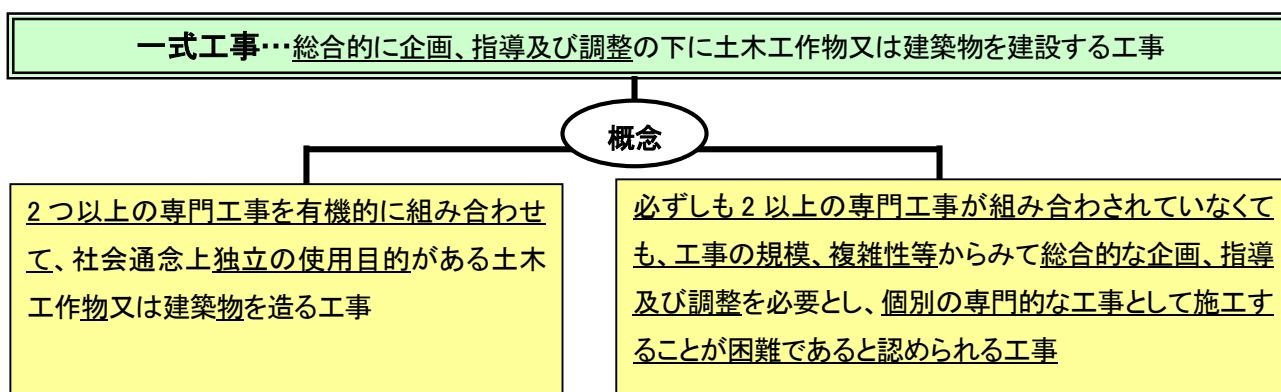 一式工事…総合的に企画、指導及び調整の下に土木工作物又は建築物を建設する工事
概念
2つ以上の専門工事を有機的に組み合わせ
て、社会通念上独立の使用目的がある土木
工作物又は建築物を造る工事
必ずしも2以上の専門工事が組み合わされていなくて
も、工事の規模、複雑性等からみて総合的な企画、指導
及び調整を必要とし、個別の専門的な工事として施工す
ることが困難であると認められる工事